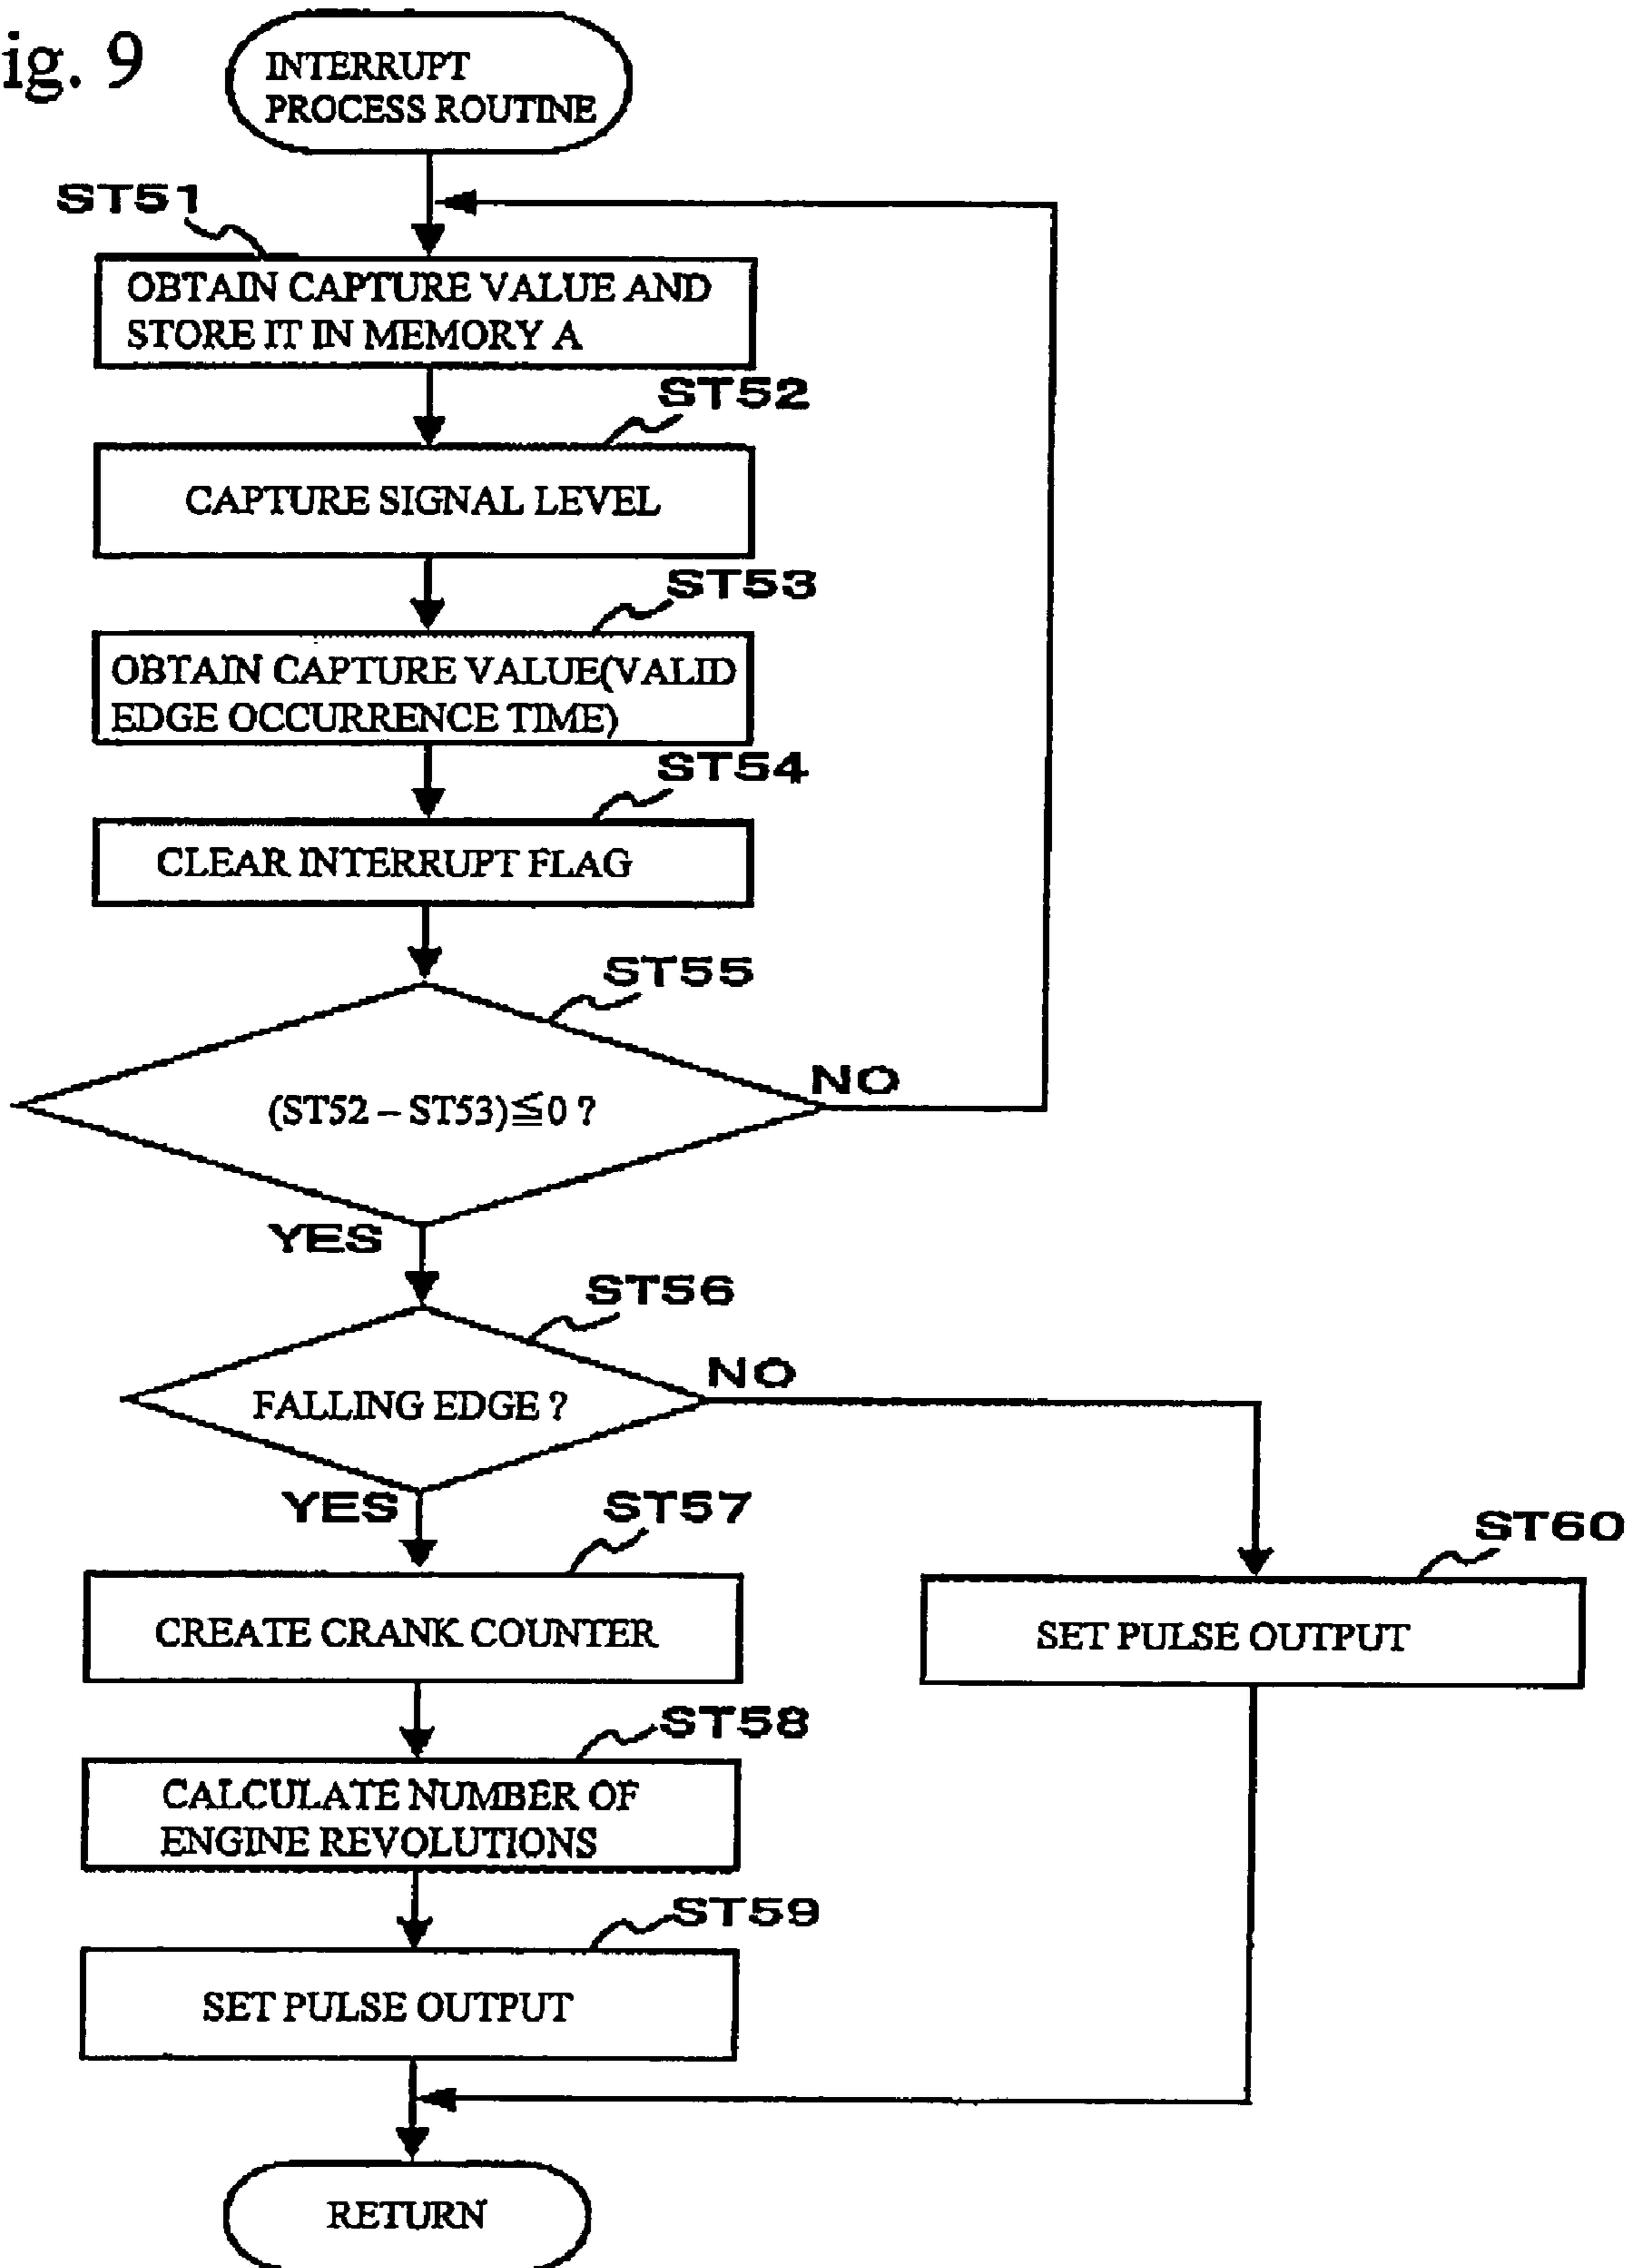 ig. 9
INTERRUPT
PROCESS ROUTINE
ST51
OBTAIN CAPTURE VALUE AND
STORE IT IN MEMORY A
ST52
CAPTURE SIGNAL LEVEL
ST53
OBTAIN CAPTURE VALUE(VALID
EDGE OCCURRENCE TIME)
ST54
CLEAR INTERRUPT FLAG
ST55
(ST52 – ST53)≦0 ?
NO
YES
ST56
FALLING EDGE ?
NO
YES
ST57
CREATE CRANK COUNTER
ST60
SET PULSE OUTPUT
ST58
CALCULATE NUMBER OF
ENGINE REVOLUTIONS
ST59
SET PULSE OUTPUT
RETURN